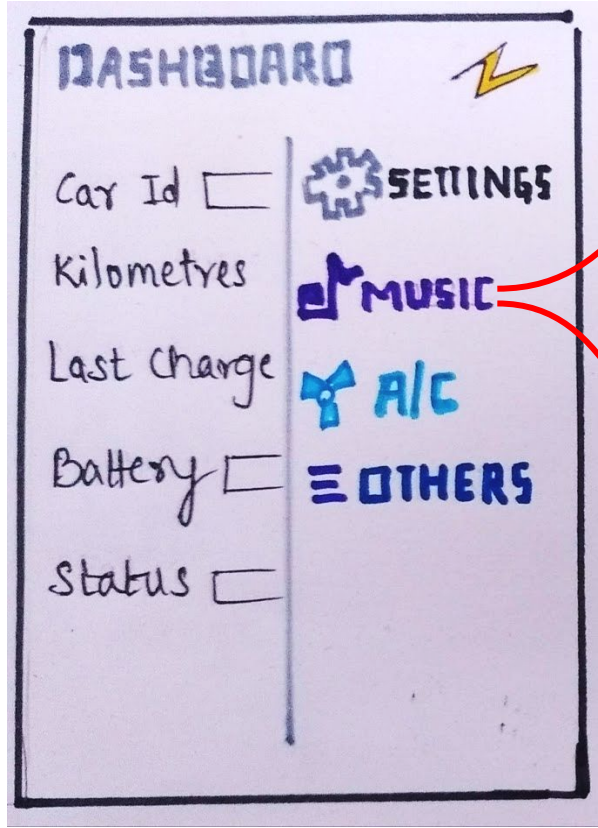 DASHBOARD
Car Id
Kilometres
Last Charge
Battery
Status
SETTINGS
MUSIC
A/C
OTHERS